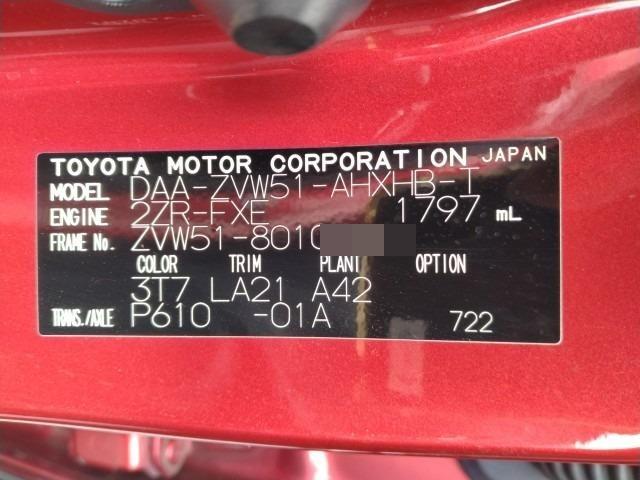 TOYOTA MOTOR CORPORATION JAPAN
MODEL DAA-ZVW51-AHXHB-T
ENGINE 2ZR-FXE 1797 mL
FRAME No. ZVW51-8010
COLOR TRIM PLANT OPTION
3T7 LA21 A42
TRANS./AXLE P610 -01A 722